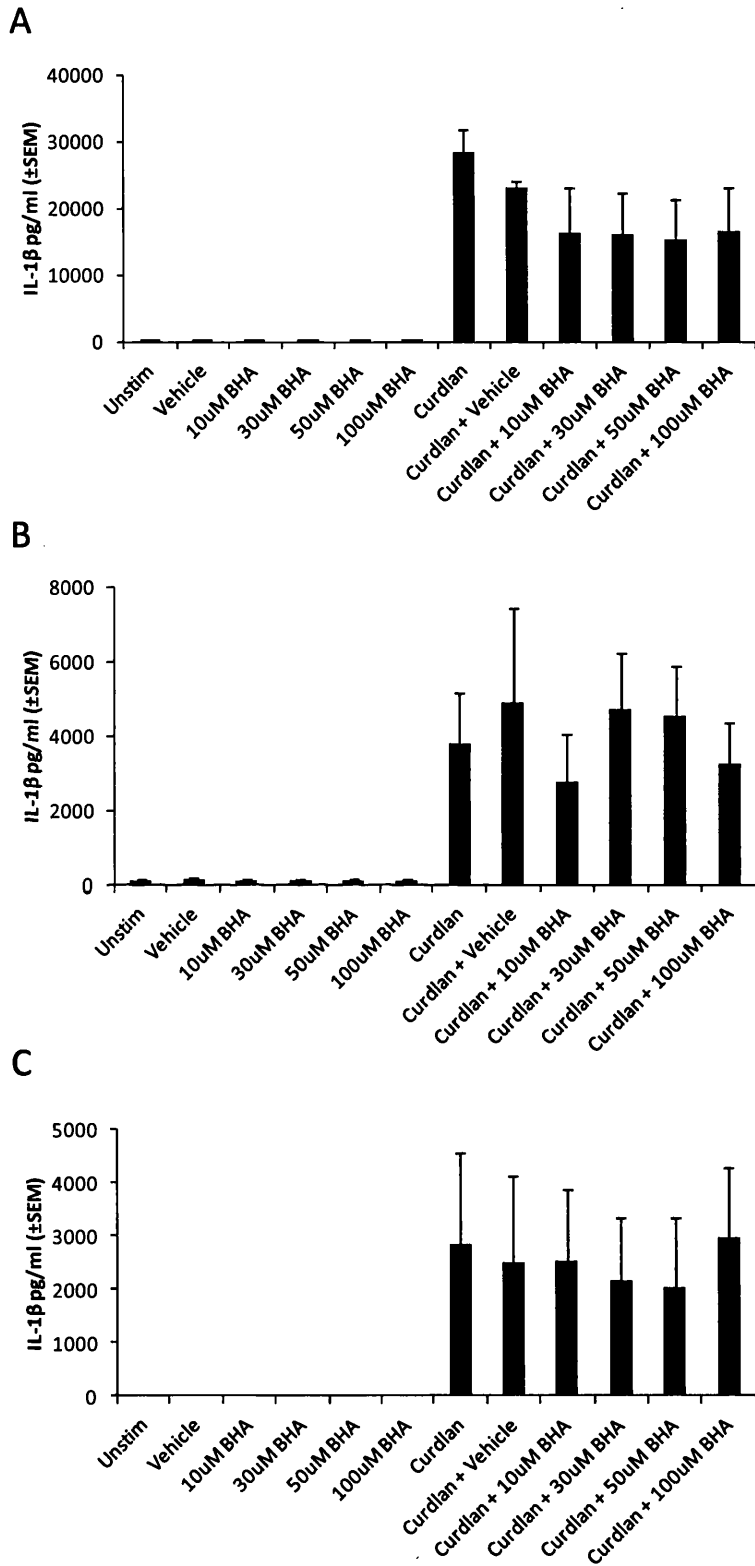 A
IL-1β pg/ml (±SEM)
40000
30000
20000
10000
0
Unstim
Vehicle
10uM BHA
30uM BHA
50uM BHA
100uM BHA
Curdlan
Curdlan + Vehicle
Curdlan + 10uM BHA
Curdlan + 30uM BHA
Curdlan + 50uM BHA
Curdlan + 100uM BHA
B
IL-1β pg/ml (±SEM)
8000
6000
4000
2000
0
Unstim
Vehicle
10uM BHA
30uM BHA
50uM BHA
100uM BHA
Curdlan
Curdlan + Vehicle
Curdlan + 10uM BHA
Curdlan + 30uM BHA
Curdlan + 50uM BHA
Curdlan + 100uM BHA
C
IL-1β pg/ml (±SEM)
5000
4000
3000
2000
1000
0
Unstim
Vehicle
10uM BHA
30uM BHA
50uM BHA
100uM BHA
Curdlan
Curdlan + Vehicle
Curdlan + 10uM BHA
Curdlan + 30uM BHA
Curdlan + 50uM BHA
Curdlan + 100uM BHA